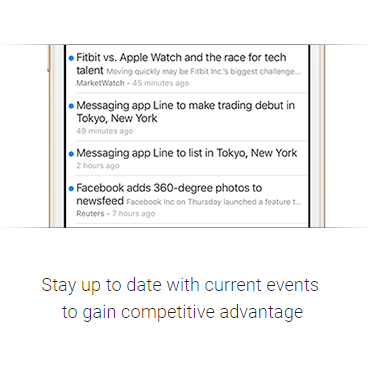 Fitbit vs. Apple Watch and the race for tech
talent Moving quickly may be Fitbit Inc.'s biggest challenge...
MarketWatch • 45 minutes ago
Messaging app Line to make trading debut in
Tokyo, New York
49 minutes ago
Messaging app Line to list in Tokyo, New York
2 hours ago
Facebook adds 360-degree photos to
newsfeed Facebook Inc on Thursday launched a feature t...
Reuters • 7 hours ago
Stay up to date with current events
to gain competitive advantage